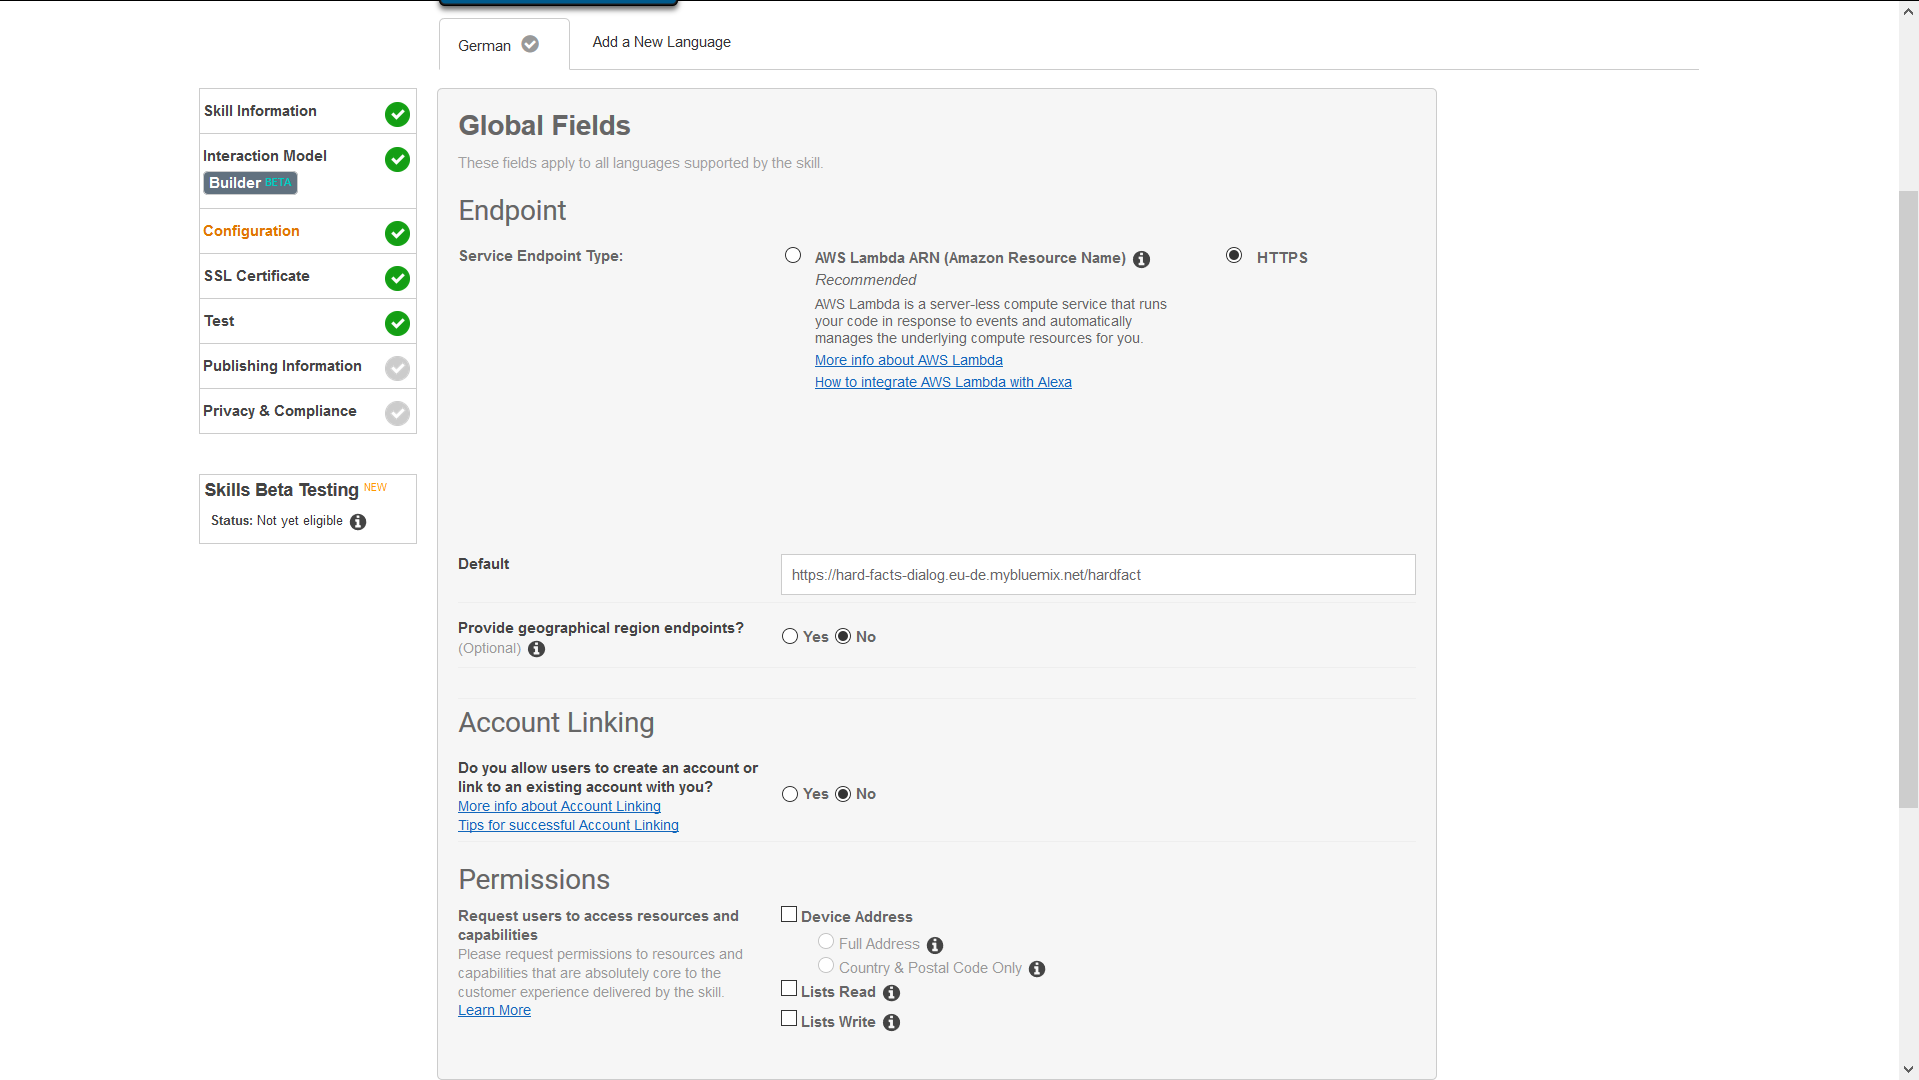 German
Add a New Language
Skill Information
Interaction Model
Builder BETA
Configuration
SSL Certificate
Test
Publishing Information
Privacy & Compliance
Skills Beta Testing NEW
Status: Not yet eligible
Global Fields
These fields apply to all languages supported by the skill.
Endpoint
Service Endpoint Type:
AWS Lambda ARN (Amazon Resource Name)
HTTPS
Recommended
AWS Lambda is a server-less compute service that runs
your code in response to events and automatically
manages the underlying compute resources for you.
More info about AWS Lambda
How to integrate AWS Lambda with Alexa
Default
https://hard-facts-dialog.eu-de.mybluemix.net/hardfact
Provide geographical region endpoints?
(Optional)
Yes No
Account Linking
Do you allow users to create an account or
link to an existing account with you?
More info about Account Linking
Tips for successful Account Linking
Yes No
Permissions
Request users to access resources and
capabilities
Please request permissions to resources and
capabilities that are absolutely core to the
customer experience delivered by the skill.
Learn More
Device Address
Full Address
Country & Postal Code Only
Lists Read
Lists Write